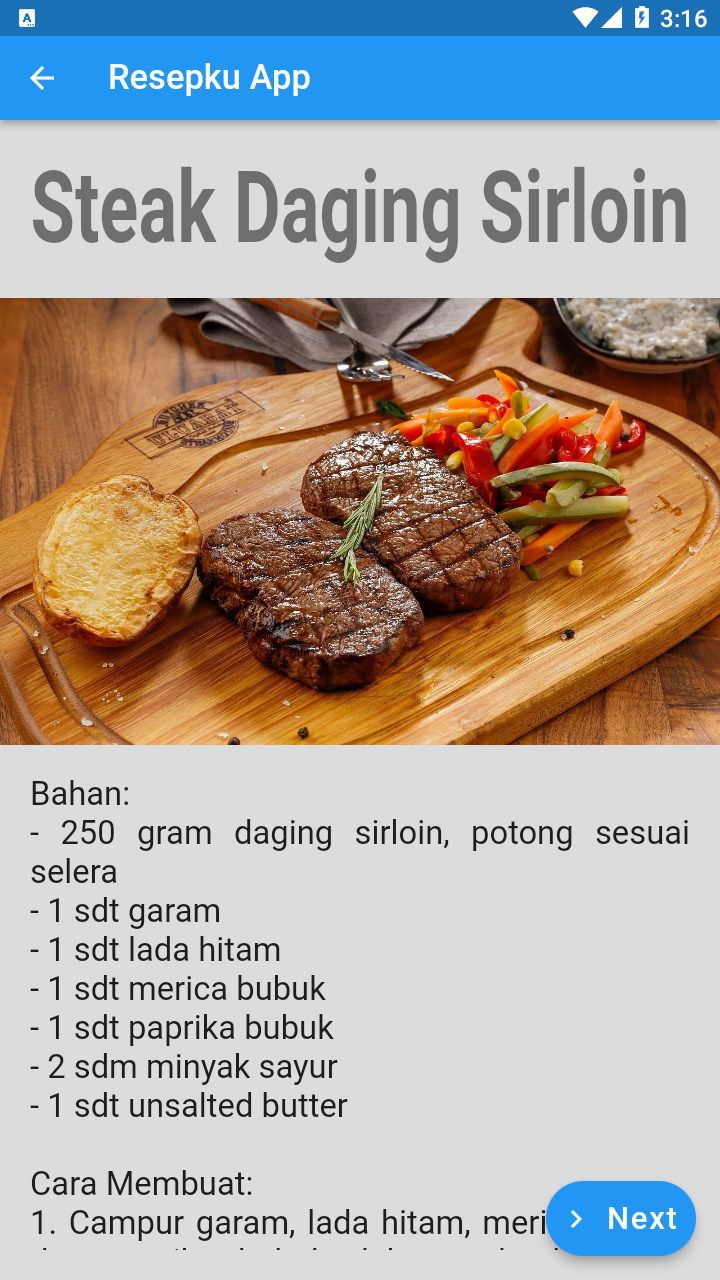 3:16
Resepku App
Steak Daging Sirloin
Bahan:
- 250 gram daging sirloin, potong sesuai
selera
- 1 sdt garam
- 1 sdt lada hitam
- 1 sdt merica bubuk
- 1 sdt paprika bubuk
- 2 sdm minyak sayur
- 1 sdt unsalted butter
Cara Membuat:
1. Campur garam, lada hitam, meri
Next